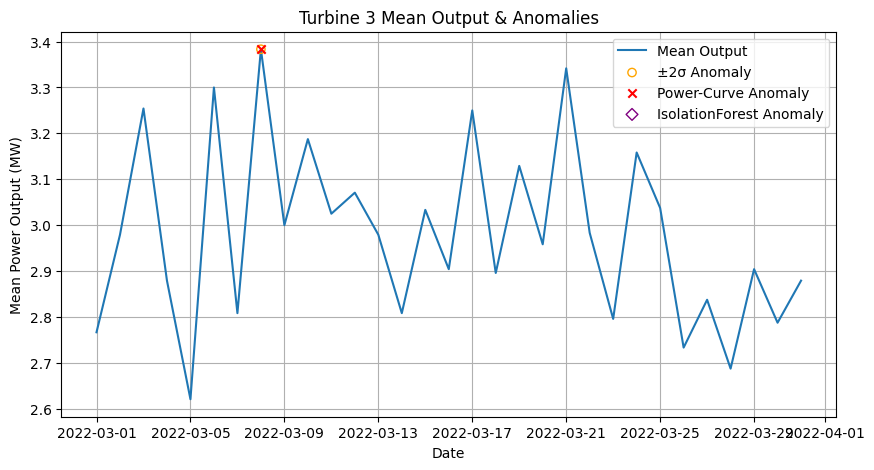 Turbine 3 Mean Output & Anomalies
Mean Output
±2σ Anomaly
Power-Curve Anomaly
IsolationForest Anomaly
Mean Power Output (MW)
3.4
3.3
3.2
3.1
3.0
2.9
2.8
2.7
2.6
2022-03-01 2022-03-05 2022-03-09 2022-03-13 2022-03-17 2022-03-21 2022-03-25 2022-03-29 2022-04-01
Date